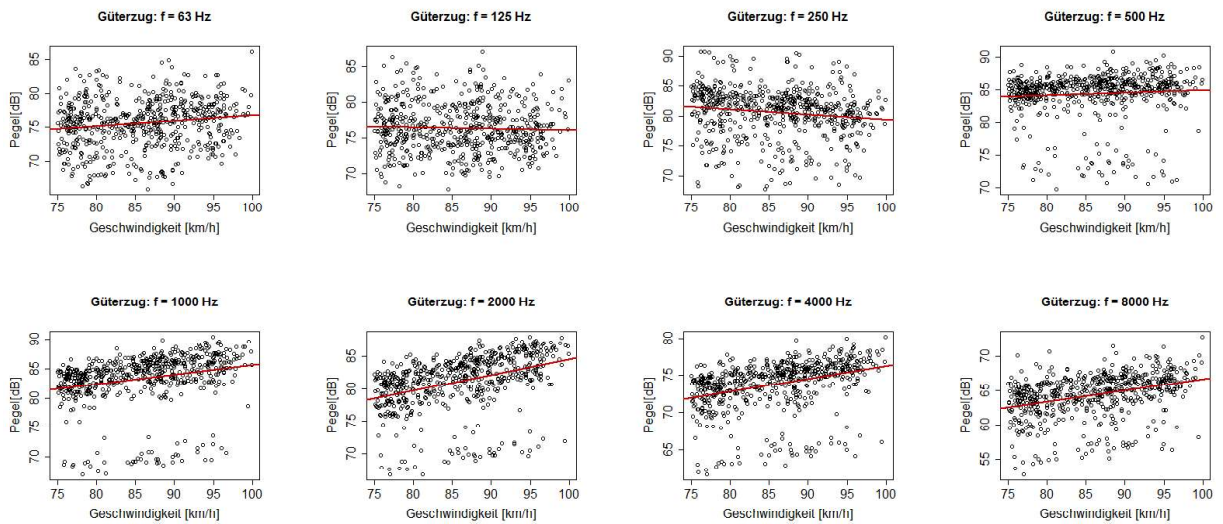 Güterzug: f = 63 Hz
Pegel[dB]
85
80
75
70
75 80 85 90 95 100
Geschwindigkeit [km/h]
Güterzug: f = 125 Hz
Pegel[dB]
85
80
75
70
75 80 85 90 95 100
Geschwindigkeit [km/h]
Güterzug: f = 250 Hz
Pegel[dB]
90
85
80
75
70
75 80 85 90 95 100
Geschwindigkeit [km/h]
Güterzug: f = 500 Hz
Pegel[dB]
90
85
80
75
70
75 80 85 90 95 100
Geschwindigkeit [km/h]
Güterzug: f = 1000 Hz
Pegel[dB]
90
85
80
75
70
75 80 85 90 95 100
Geschwindigkeit [km/h]
Güterzug: f = 2000 Hz
Pegel[dB]
85
80
75
70
75 80 85 90 95 100
Geschwindigkeit [km/h]
Güterzug: f = 4000 Hz
Pegel[dB]
80
75
70
65
75 80 85 90 95 100
Geschwindigkeit [km/h]
Güterzug: f = 8000 Hz
Pegel[dB]
70
65
60
55
75 80 85 90 95 100
Geschwindigkeit [km/h]